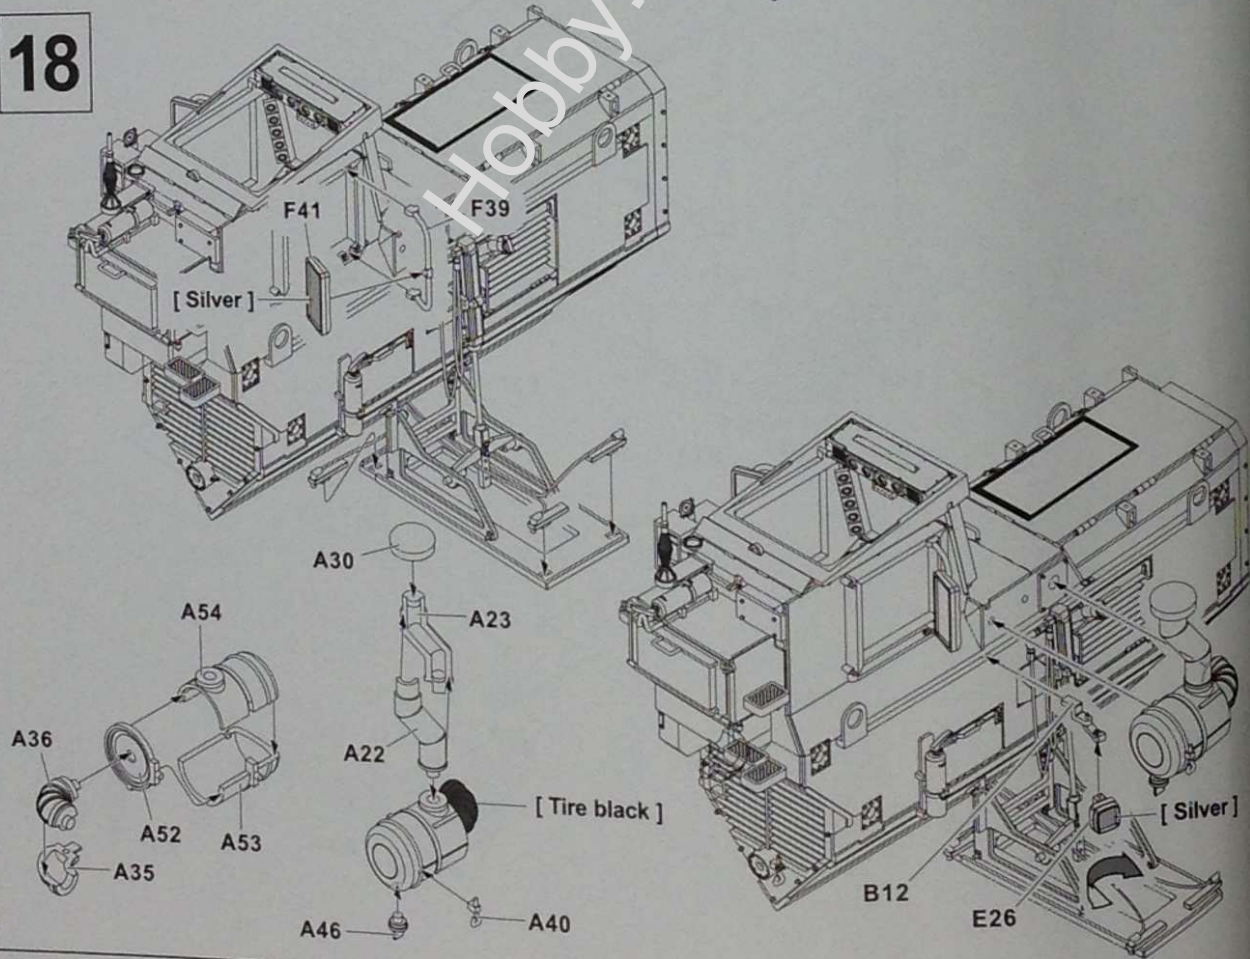 18
Hobby.
F41
F39
[ Silver ]
A30
A23
A54
A36
A22
[ Tire black ]
A52
A53
A35
A46
A40
[ Silver ]
B12
E26